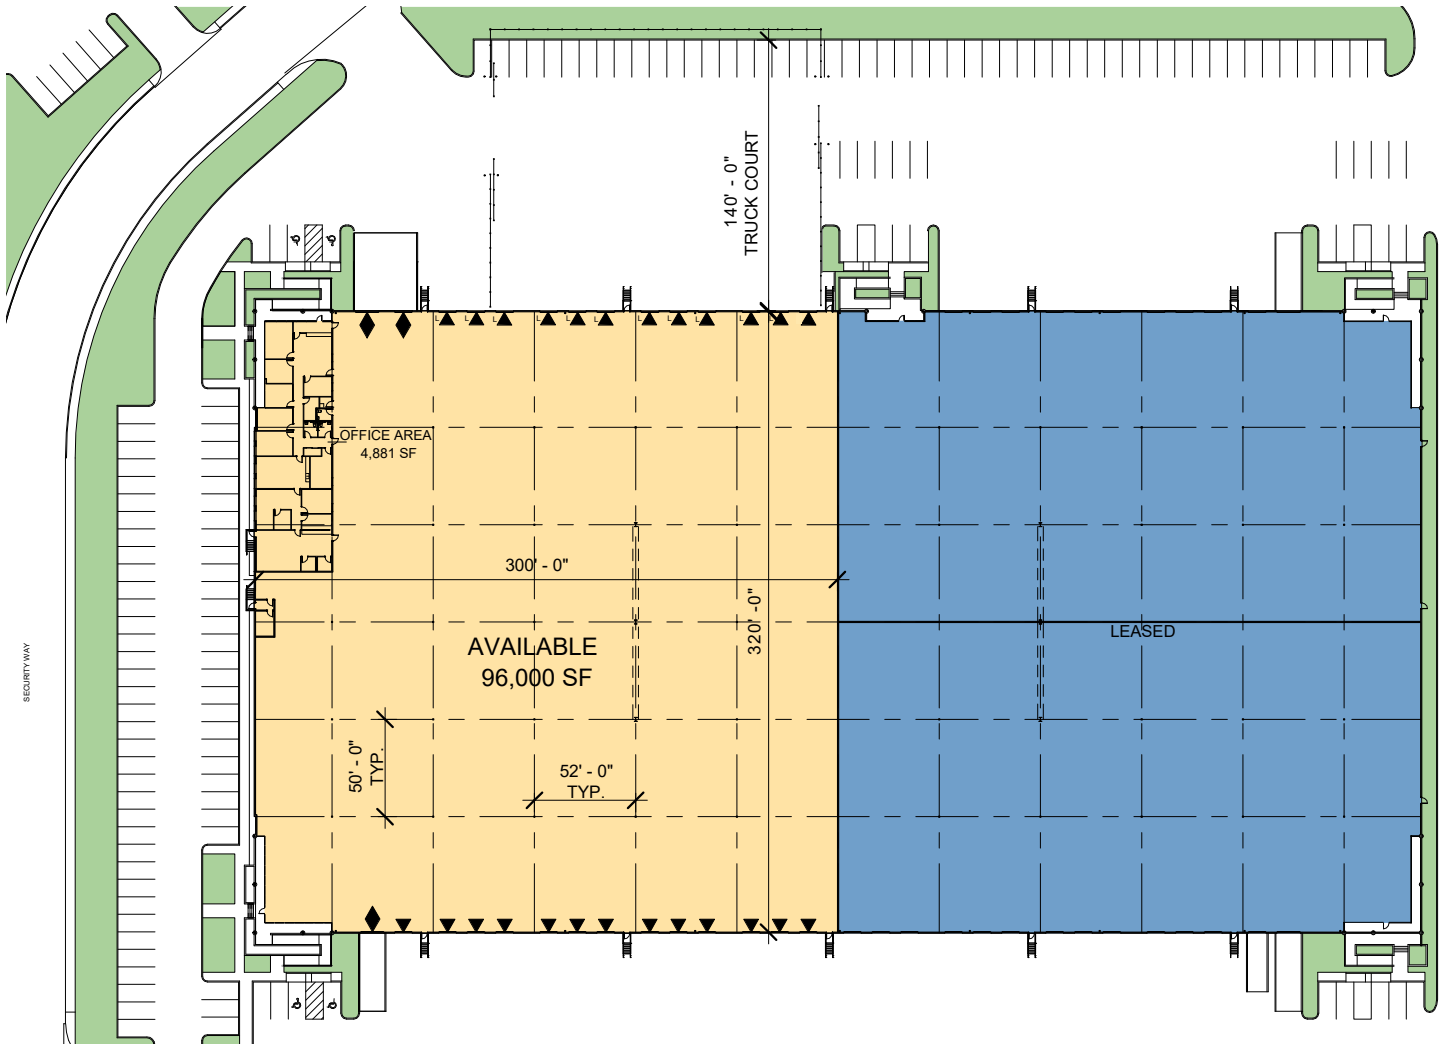 140' - 0"
TRUCK COURT
L L L L L L L L L L L
OFFICE AREA
4,881 SF
300' - 0"
320' -0"
AVAILABLE
96,000 SF
LEASED
SECURITY WAY
50' - 0"
TYP.
52' - 0"
TYP.